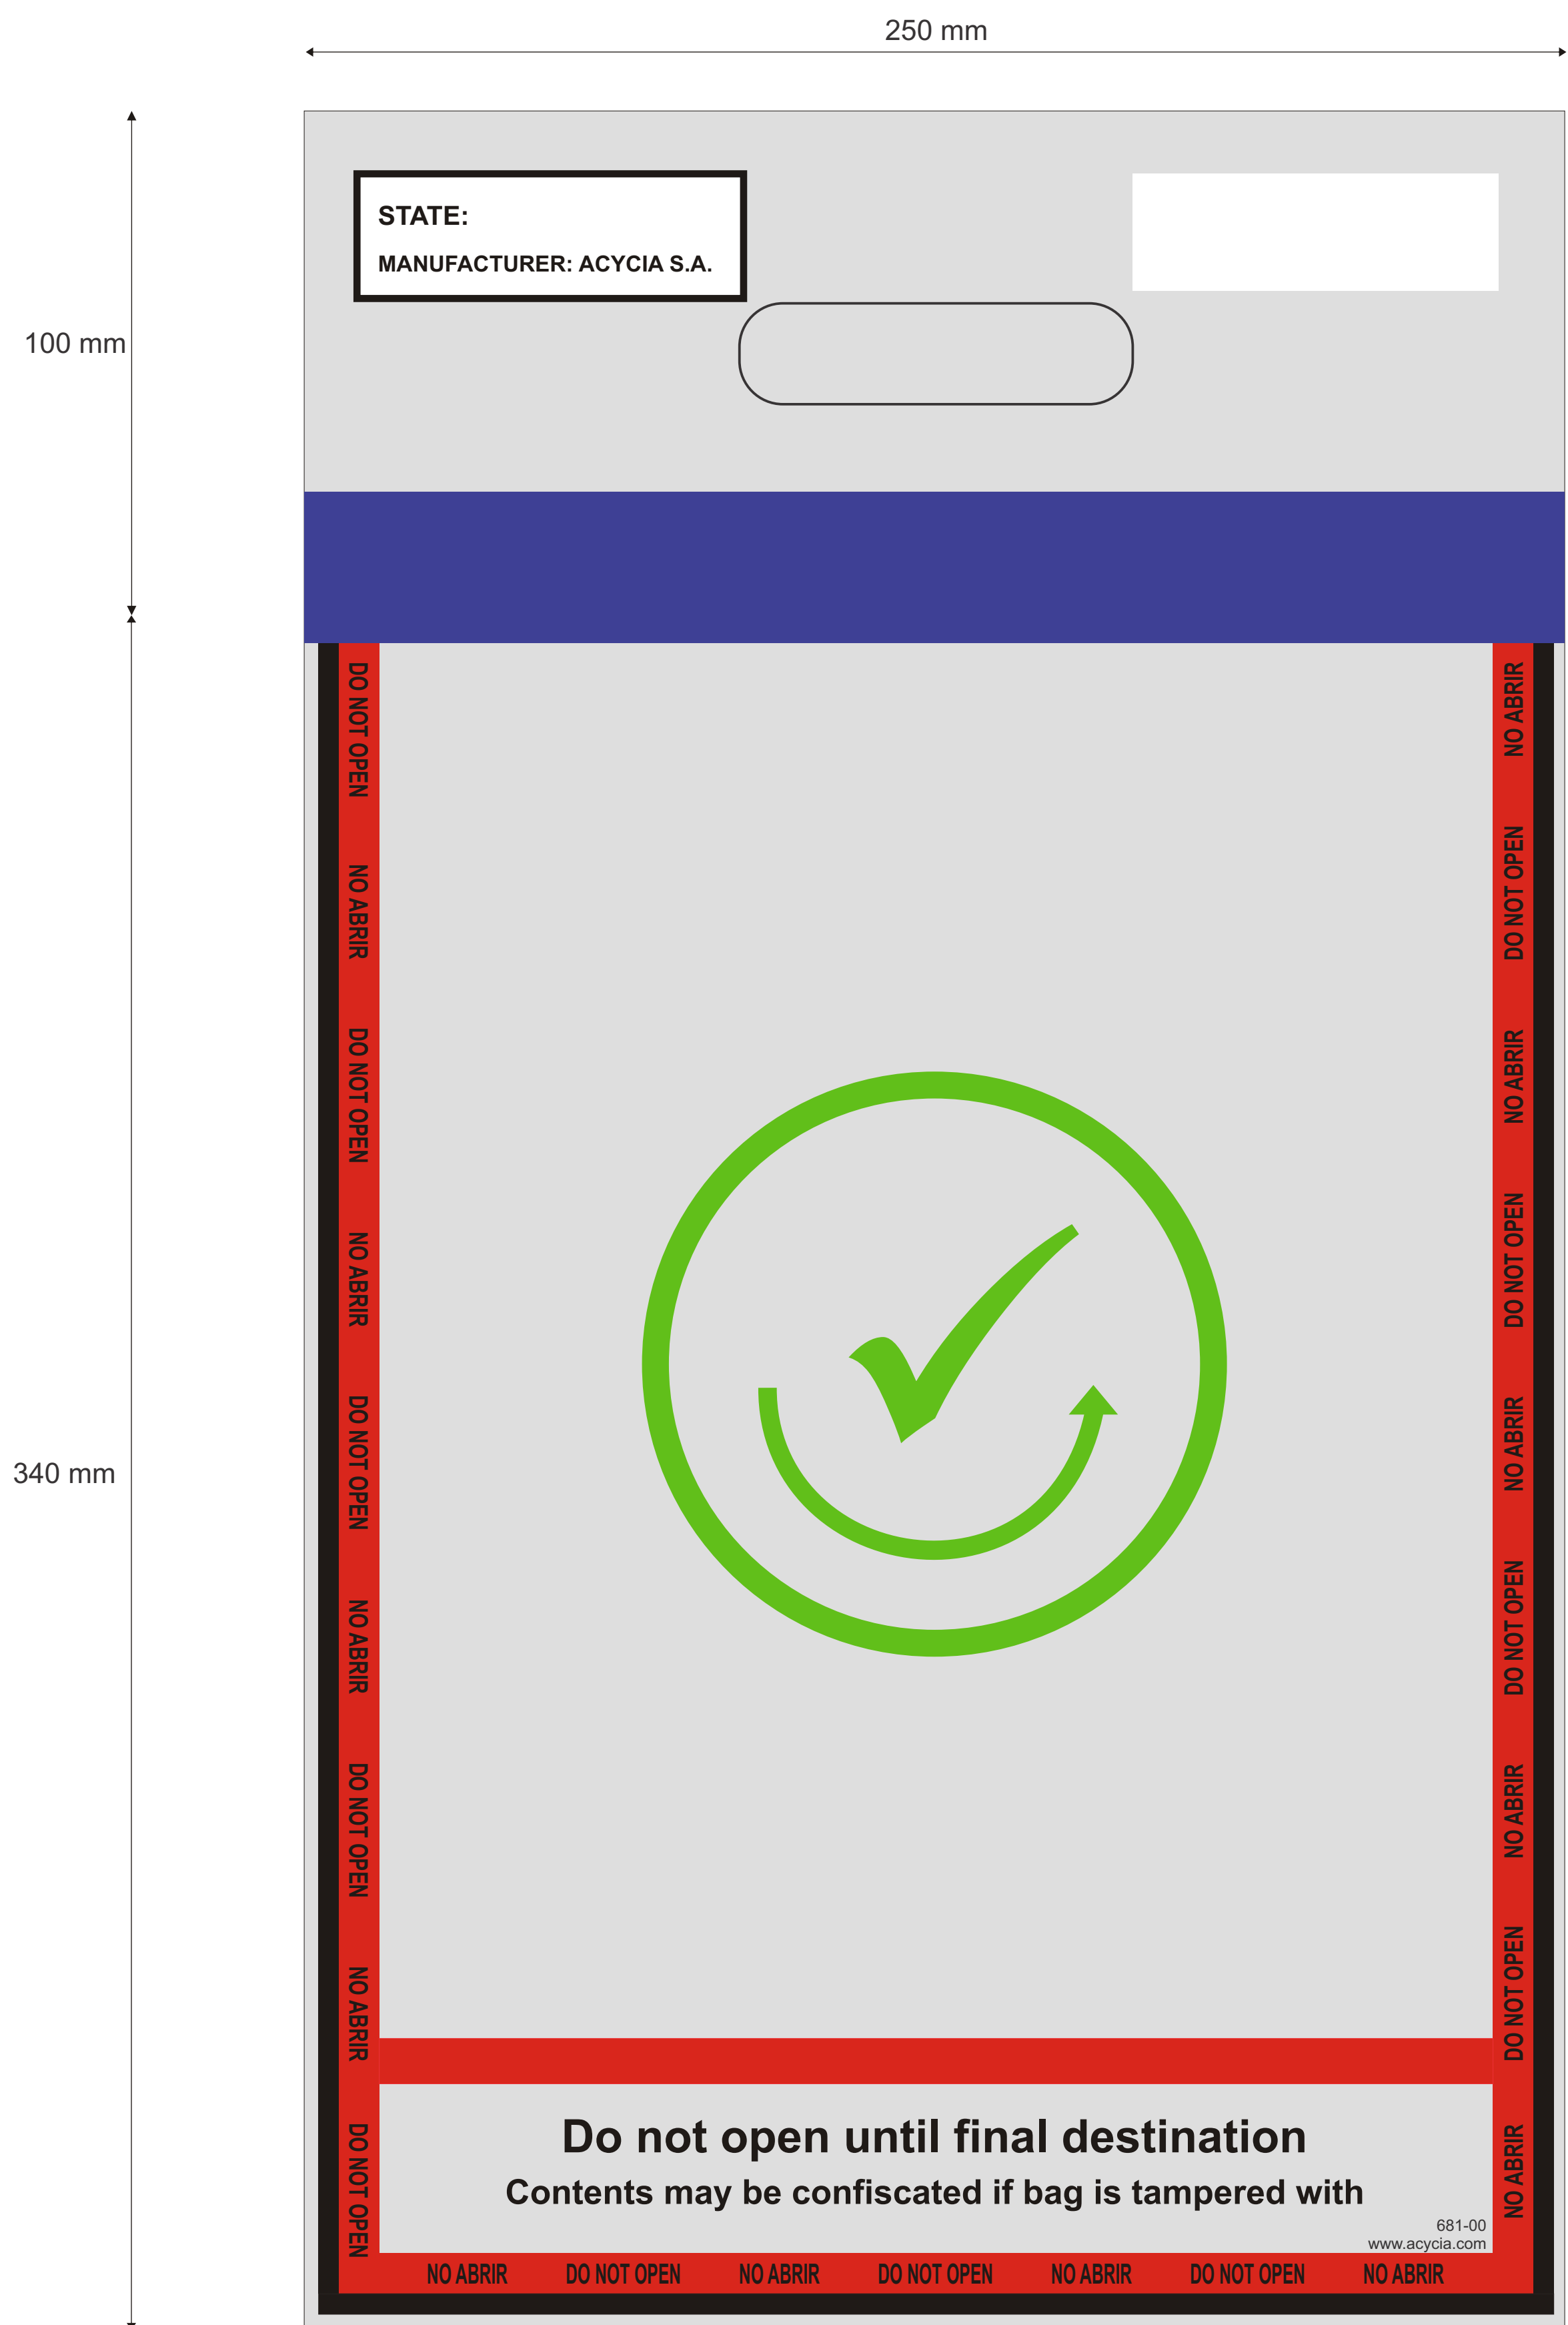 250 mm
STATE:
MANUFACTURER: ACYCIA S.A.
100 mm
DO NOT OPEN
NO ABRIR
DO NOT OPEN
NO ABRIR
DO NOT OPEN
NO ABRIR
DO NOT OPEN
NO ABRIR
DO NOT OPEN
NO ABRIR
DO NOT OPEN
NO ABRIR
DO NOT OPEN
NO ABRIR
DO NOT OPEN
NO ABRIR
DO NOT OPEN
NO ABRIR
340 mm
Do not open until final destination
Contents may be confiscated if bag is tampered with
681-00
www.acycia.com
NO ABRIR DO NOT OPEN NO ABRIR DO NOT OPEN NO ABRIR DO NOT OPEN NO ABRIR